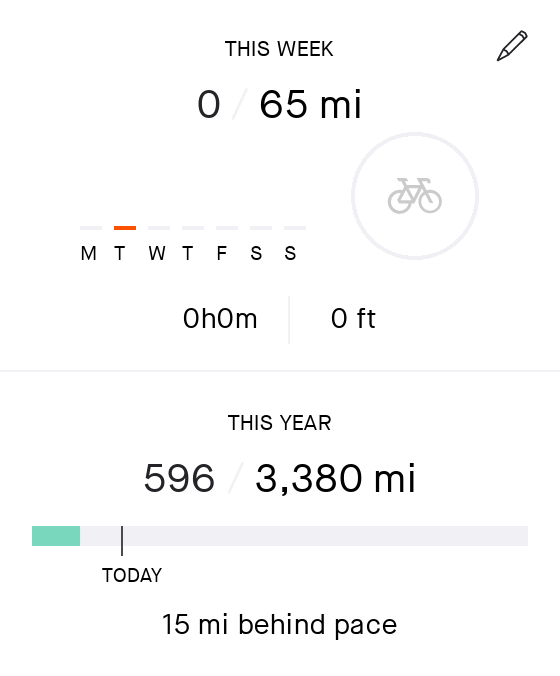 THIS WEEK
0 / 65 mi
M T W T F S S
0h0m 0 ft
THIS YEAR
596 / 3,380 mi
TODAY
15 mi behind pace